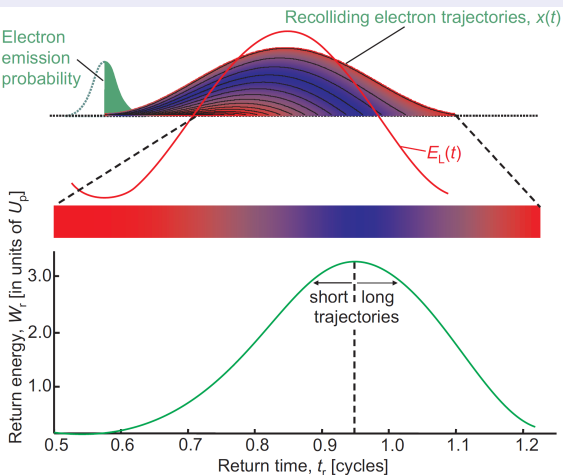 Recolliding electron trajectories, x(t)
Electron
emission
probability
E_L(t)
Return energy, W_r [in units of U_p]
3.0
2.0
1.0
short long
trajectories
0.5 0.6 0.7 0.8 0.9 1.0 1.1 1.2
Return time, t_r [cycles]